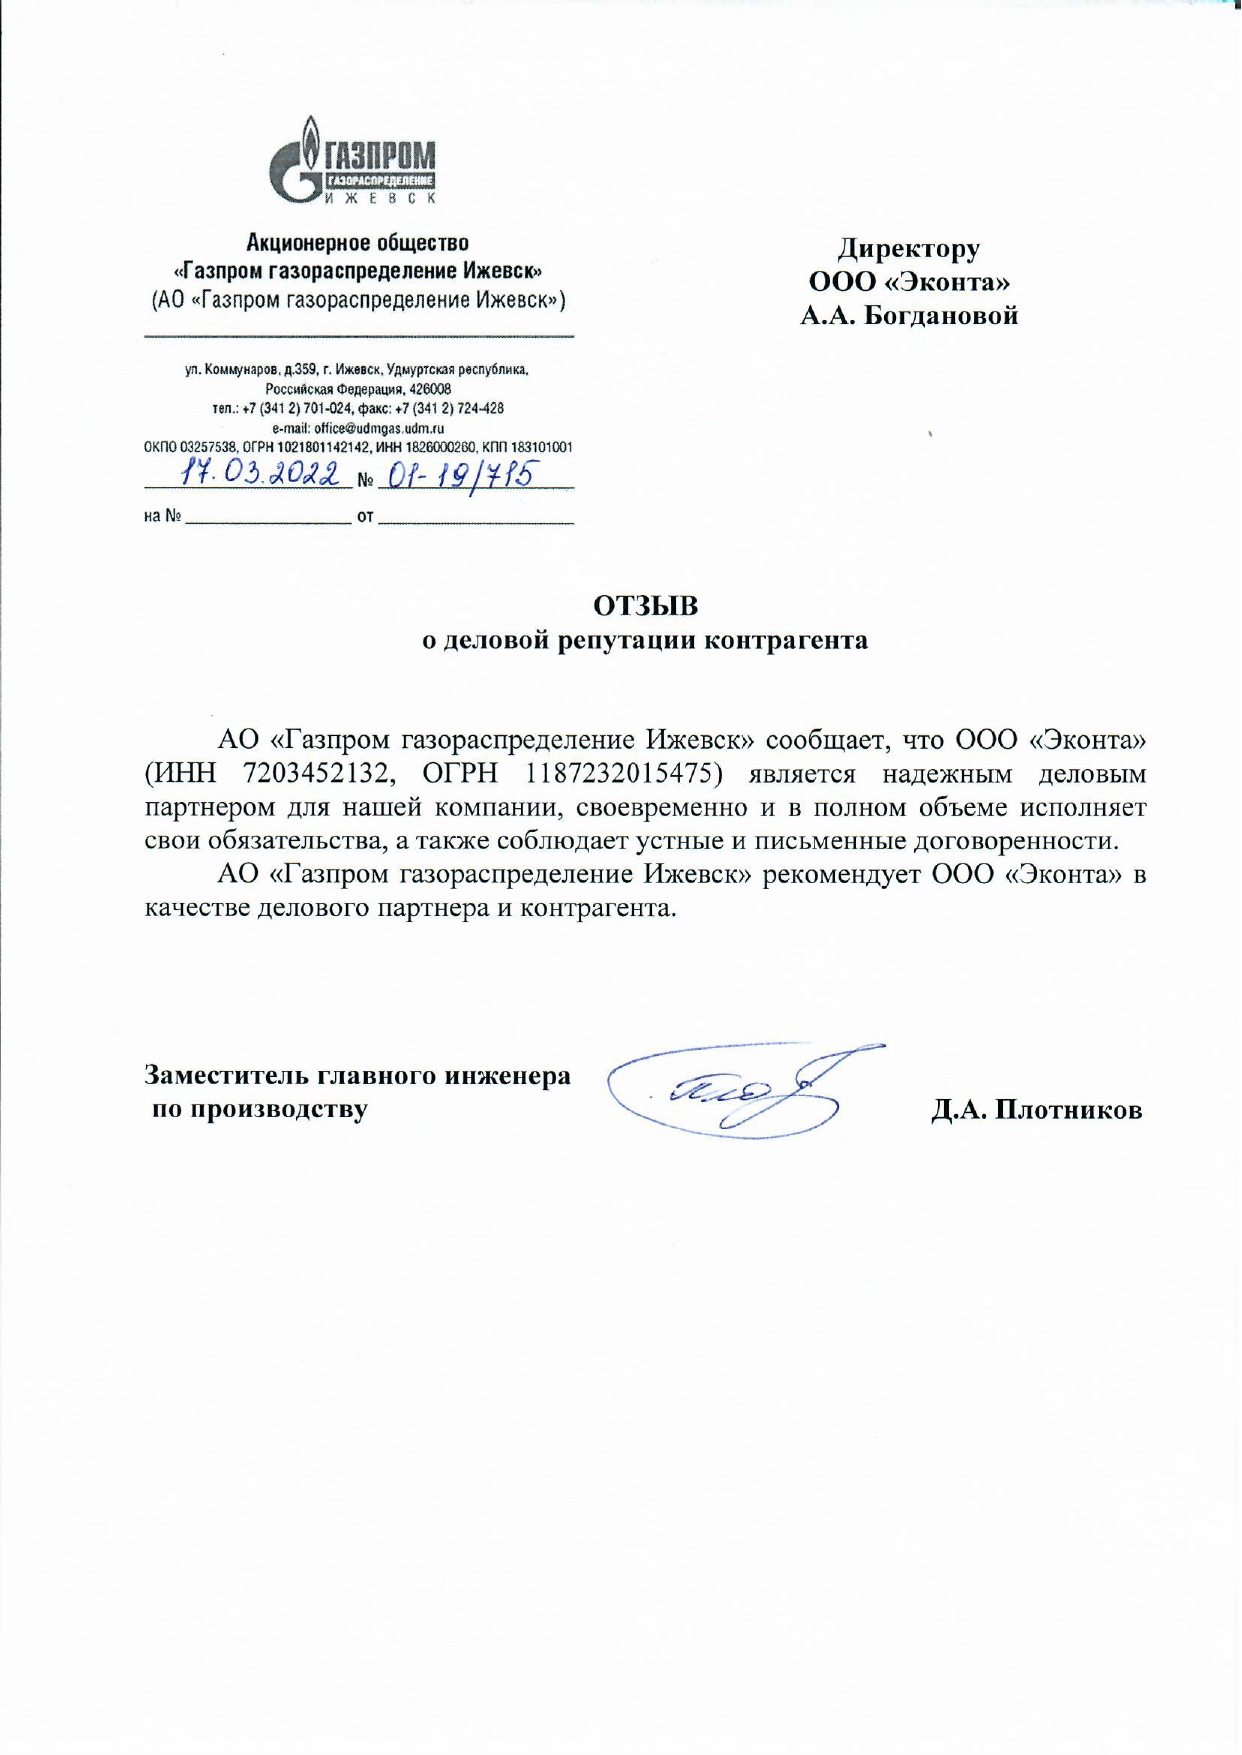 ГАЗПРОМ
ГАЗОРАСПРЕДЕЛЕНИЕ
ИЖЕВСК
Акционерное общество
«Газпром газораспределение Ижевск»
(АО «Газпром газораспределение Ижевск»)
ул. Коммунаров, д.359, г. Ижевск, Удмуртская республика,
Российская Федерация, 426008
тел.: +7 (341 2) 701-024, факс: +7 (341 2) 724-428
e-mail: office@udmgas.udm.ru
ОКПО 03257538, ОГРН 1021801142142, ИНН 1826000260, КПП 183101001
17.03.2022 № 01-19/715
на № от
Директору
ООО «Эконта»
А.А. Богдановой
ОТЗЫВ
о деловой репутации контрагента
АО «Газпром газораспределение Ижевск» сообщает, что ООО «Эконта»
(ИНН 7203452132, ОГРН 1187232015475) является надежным деловым
партнером для нашей компании, своевременно и в полном объеме исполняет
свои обязательства, а также соблюдает устные и письменные договоренности.
АО «Газпром газораспределение Ижевск» рекомендует ООО «Эконта» в
качестве делового партнера и контрагента.
Заместитель главного инженера
по производству
Д.А. Плотников